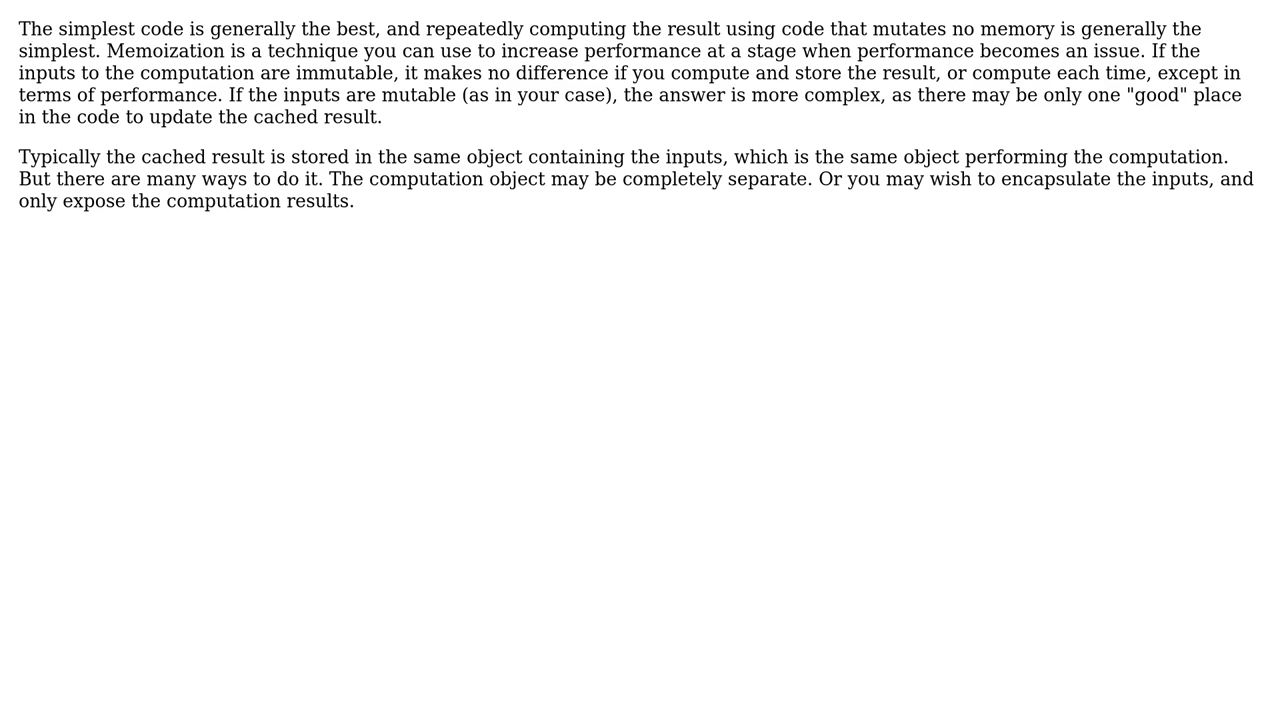 The simplest code is generally the best, and repeatedly computing the result using code that mutates no memory is generally the
simplest. Memoization is a technique you can use to increase performance at a stage when performance becomes an issue. If the
inputs to the computation are immutable, it makes no difference if you compute and store the result, or compute each time, except in
terms of performance. If the inputs are mutable (as in your case), the answer is more complex, as there may be only one "good" place
in the code to update the cached result.
Typically the cached result is stored in the same object containing the inputs, which is the same object performing the computation.
But there are many ways to do it. The computation object may be completely separate. Or you may wish to encapsulate the inputs, and
only expose the computation results.